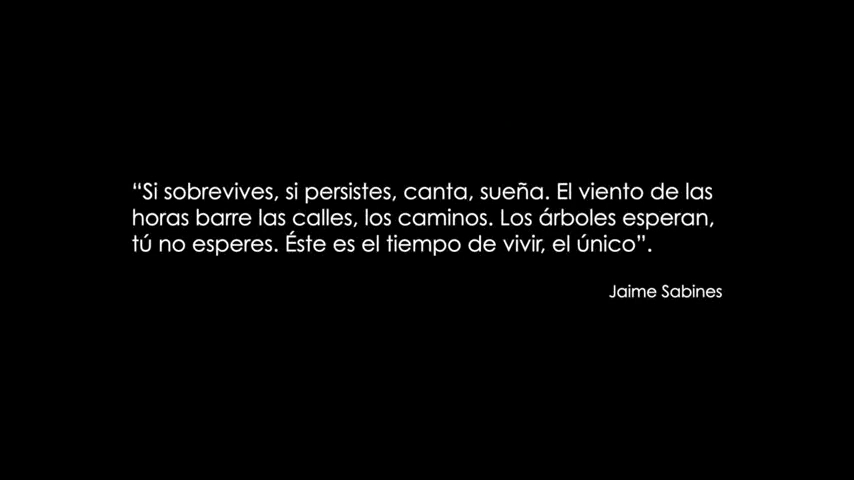 “Si sobrevives, si persistes, canta, sueña. El viento de las
horas barre las calles, los caminos. Los árboles esperan,
tú no esperes. Éste es el tiempo de vivir, el único”.
Jaime Sabines